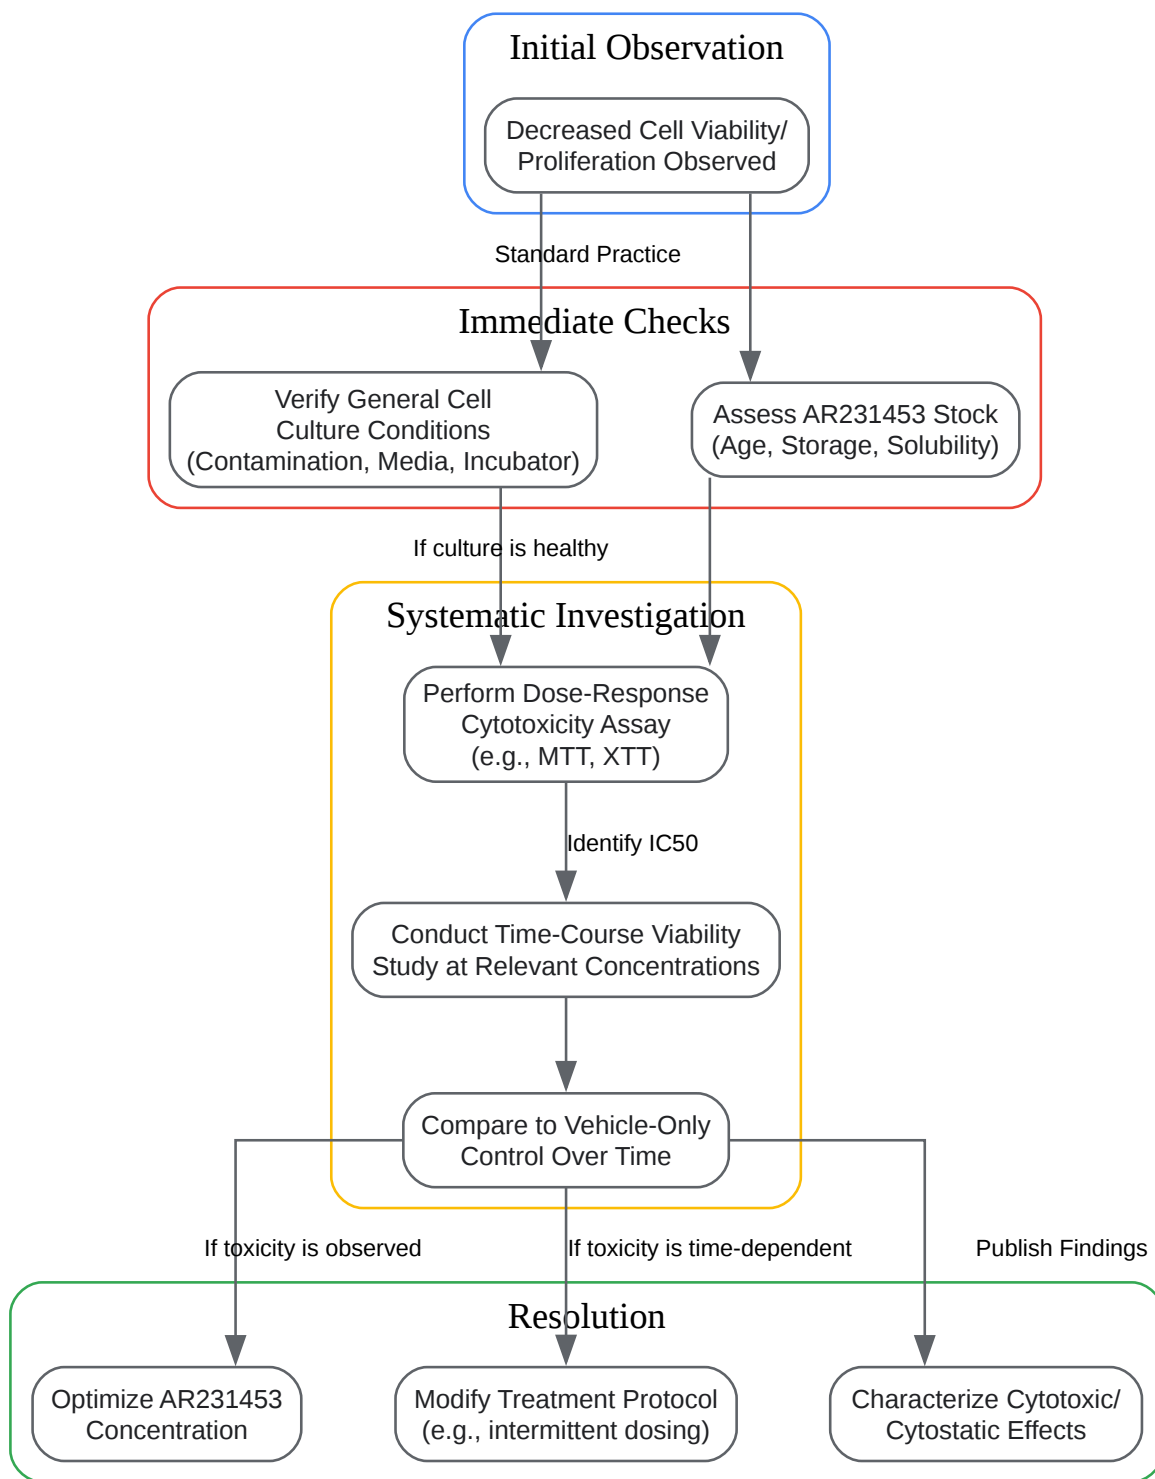 Initial Observation
Decreased Cell Viability/
Proliferation Observed
Standard Practice
Immediate Checks
Verify General Cell
Culture Conditions
(Contamination, Media, Incubator)
Assess AR231453 Stock
(Age, Storage, Solubility)
If culture is healthy
Systematic Investigation
Perform Dose-Response
Cytotoxicity Assay
(e.g., MTT, XTT)
Identify IC50
Conduct Time-Course Viability
Study at Relevant Concentrations
Compare to Vehicle-Only
Control Over Time
If toxicity is observed
If toxicity is time-dependent
Publish Findings
Resolution
Optimize AR231453
Concentration
Modify Treatment Protocol
(e.g., intermittent dosing)
Characterize Cytotoxic/
Cytostatic Effects